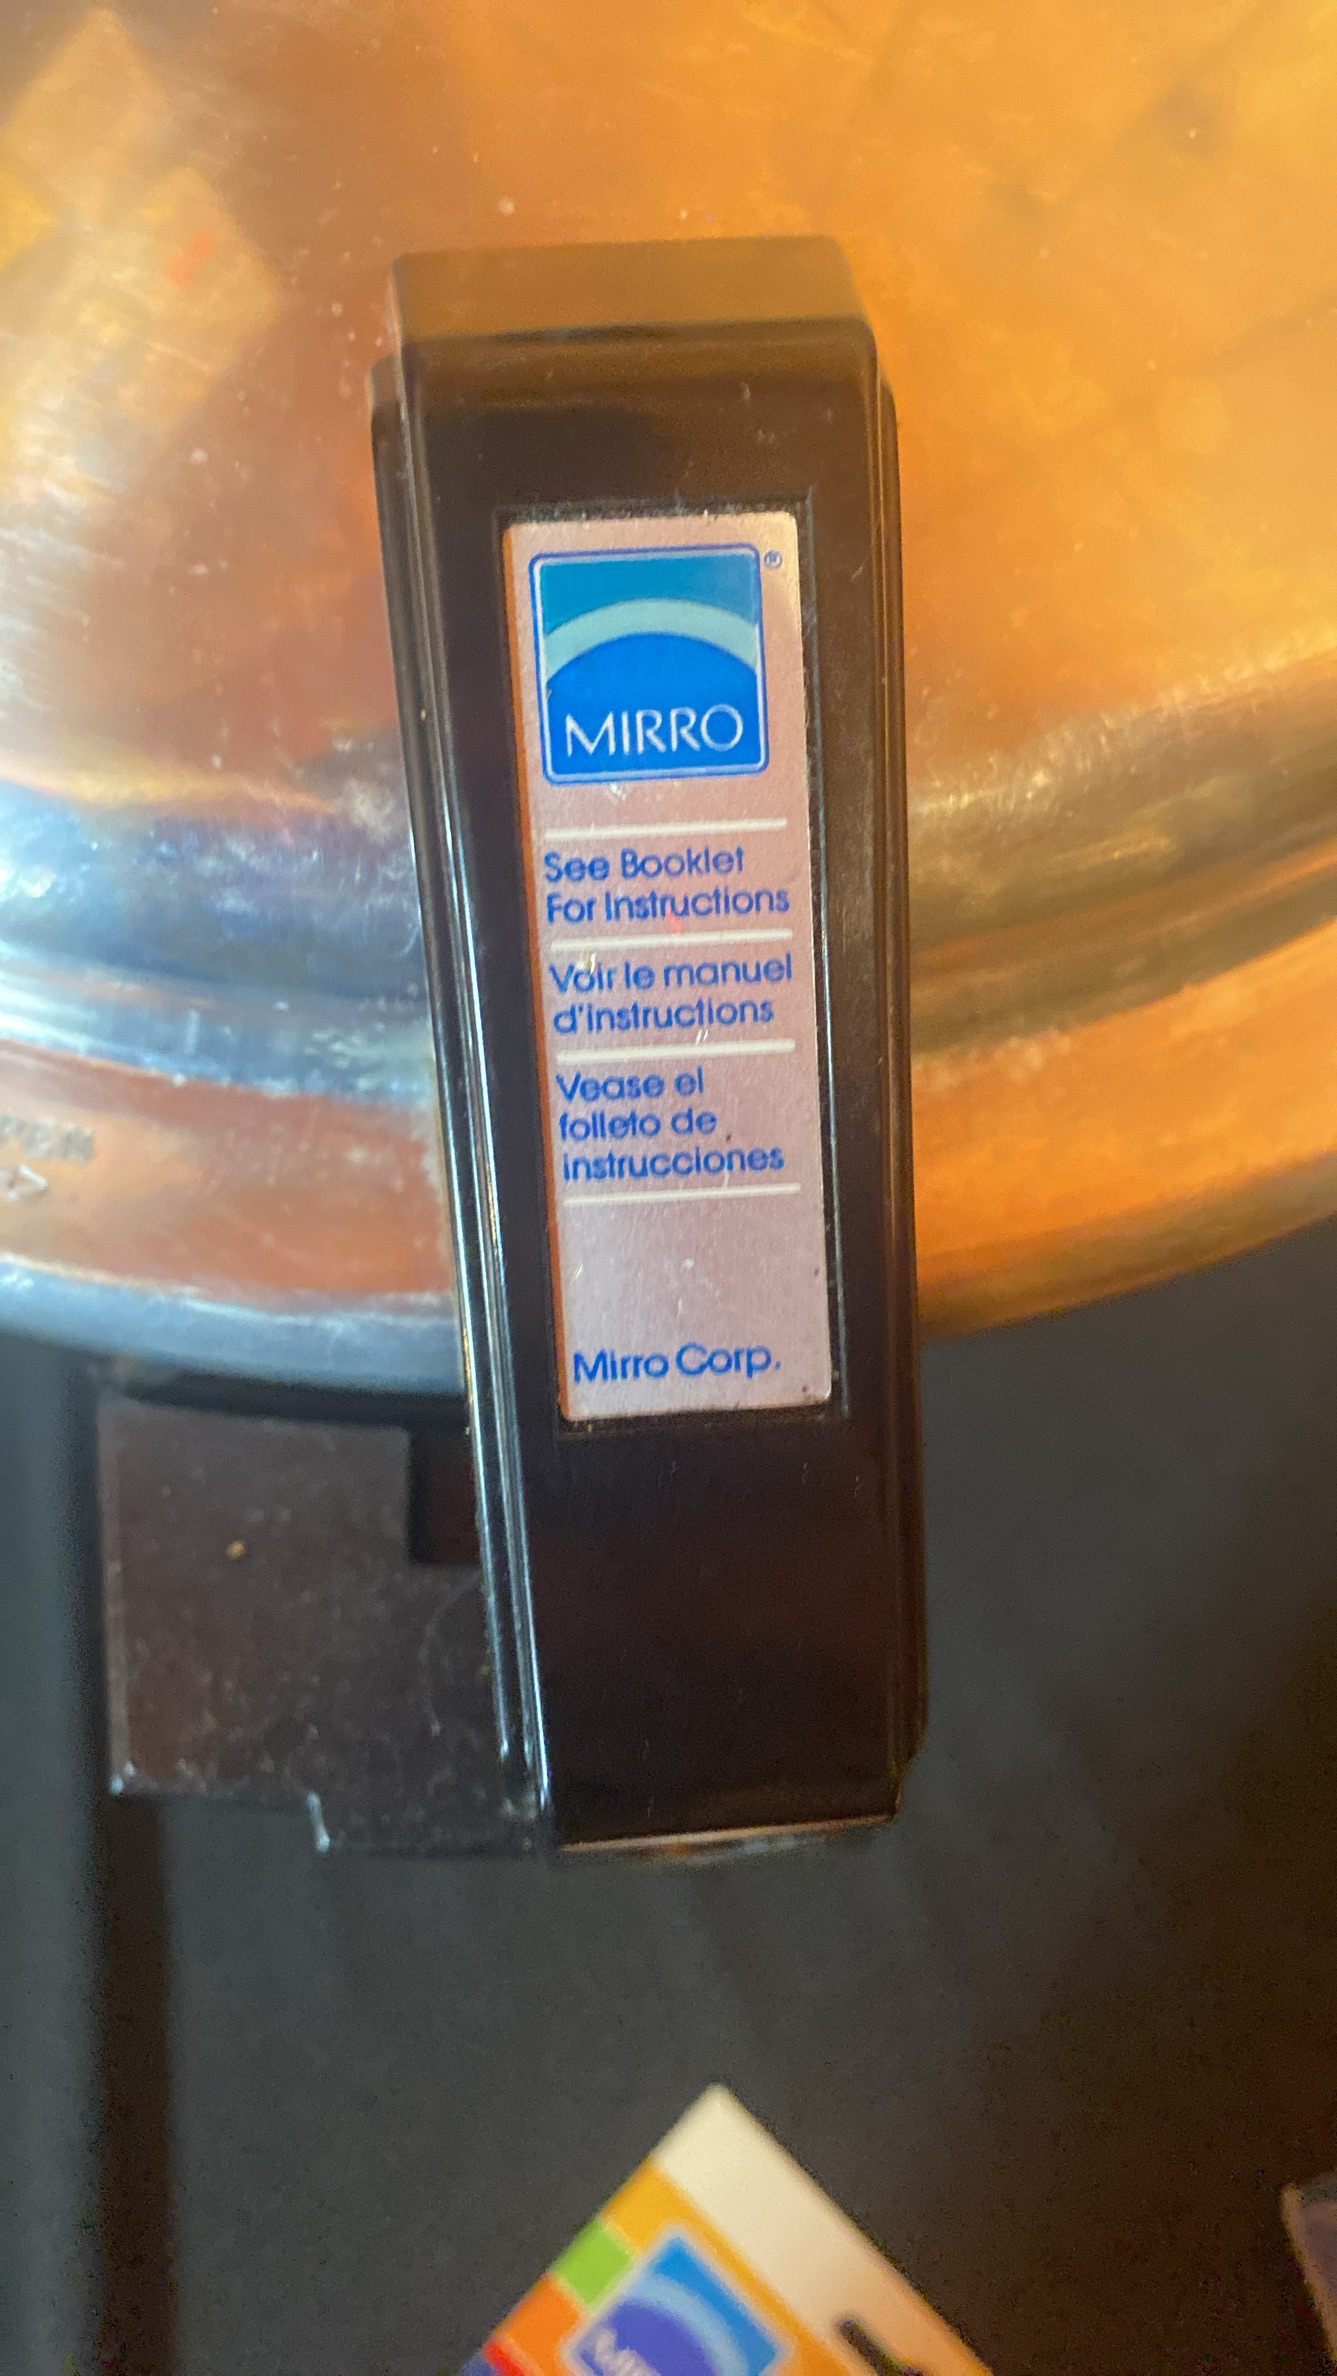 ®
MIRRO
See Booklet
For Instructions
Voir le manuel
d'instructions
Vease el
folleto de
instrucciones
Mirro Corp.